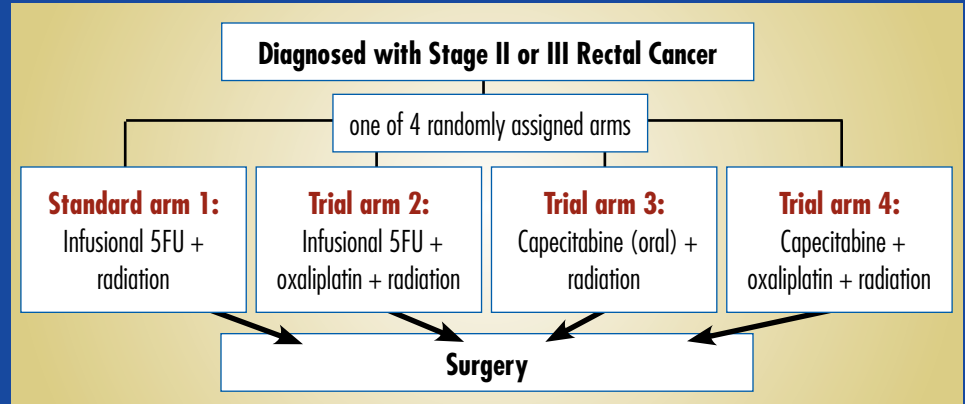 Diagnosed with Stage II or III Rectal Cancer
one of 4 randomly assigned arms
Standard arm 1:
Infusional 5FU +
radiation
Trial arm 2:
Infusional 5FU +
oxaliplatin + radiation
Trial arm 3:
Capecitabine (oral) +
radiation
Trial arm 4:
Capecitabine +
oxaliplatin + radiation
Surgery